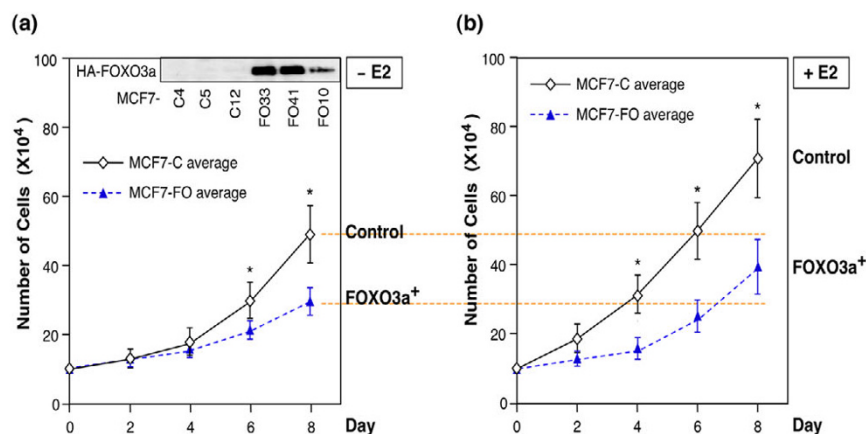 (a)
HA-FOXO3a
– E2
MCF7-
C4
C5
C12
FO33
FO41
FO10
MCF7-C average
MCF7-FO average
Number of Cells (X10⁴)
100
80
60
40
20
0
0 2 4 6 8 Day
* *
Control
FOXO3a⁺
(b)
+ E2
MCF7-C average
MCF7-FO average
Number of Cells (X10⁴)
100
80
60
40
20
0
0 2 4 6 8 Day
* * *
Control
FOXO3a⁺